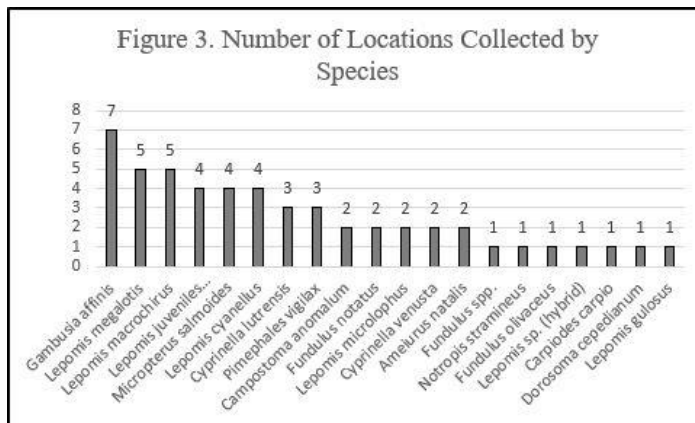 Figure 3. Number of Locations Collected by
Species
8
7
6
5
4
3
2
1
0
7
5
5
4
4
4
3
3
2
2
2
2
2
1
1
1
1
1
1
1
Gambusia affinis
Lepomis megalotis
Lepomis macrochirus
Lepomis juveniles...
Micropterus salmoides
Lepomis cyanellus
Cyprinella lutrensis
Pimephales vigilax
Campostoma anomalum
Fundulus notatus
Lepomis microlophus
Cyprinella venusta
Ameiurus natalis
Fundulus spp.
Notropis stramineus
Fundulus olivaceus
Lepomis sp. (hybrid)
Carpiodes carpio
Dorosoma cepedianum
Lepomis gulosus